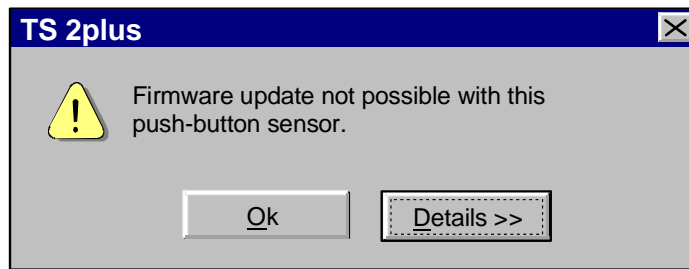 TS 2plus
Firmware update not possible with this
push-button sensor.
Ok
Details >>